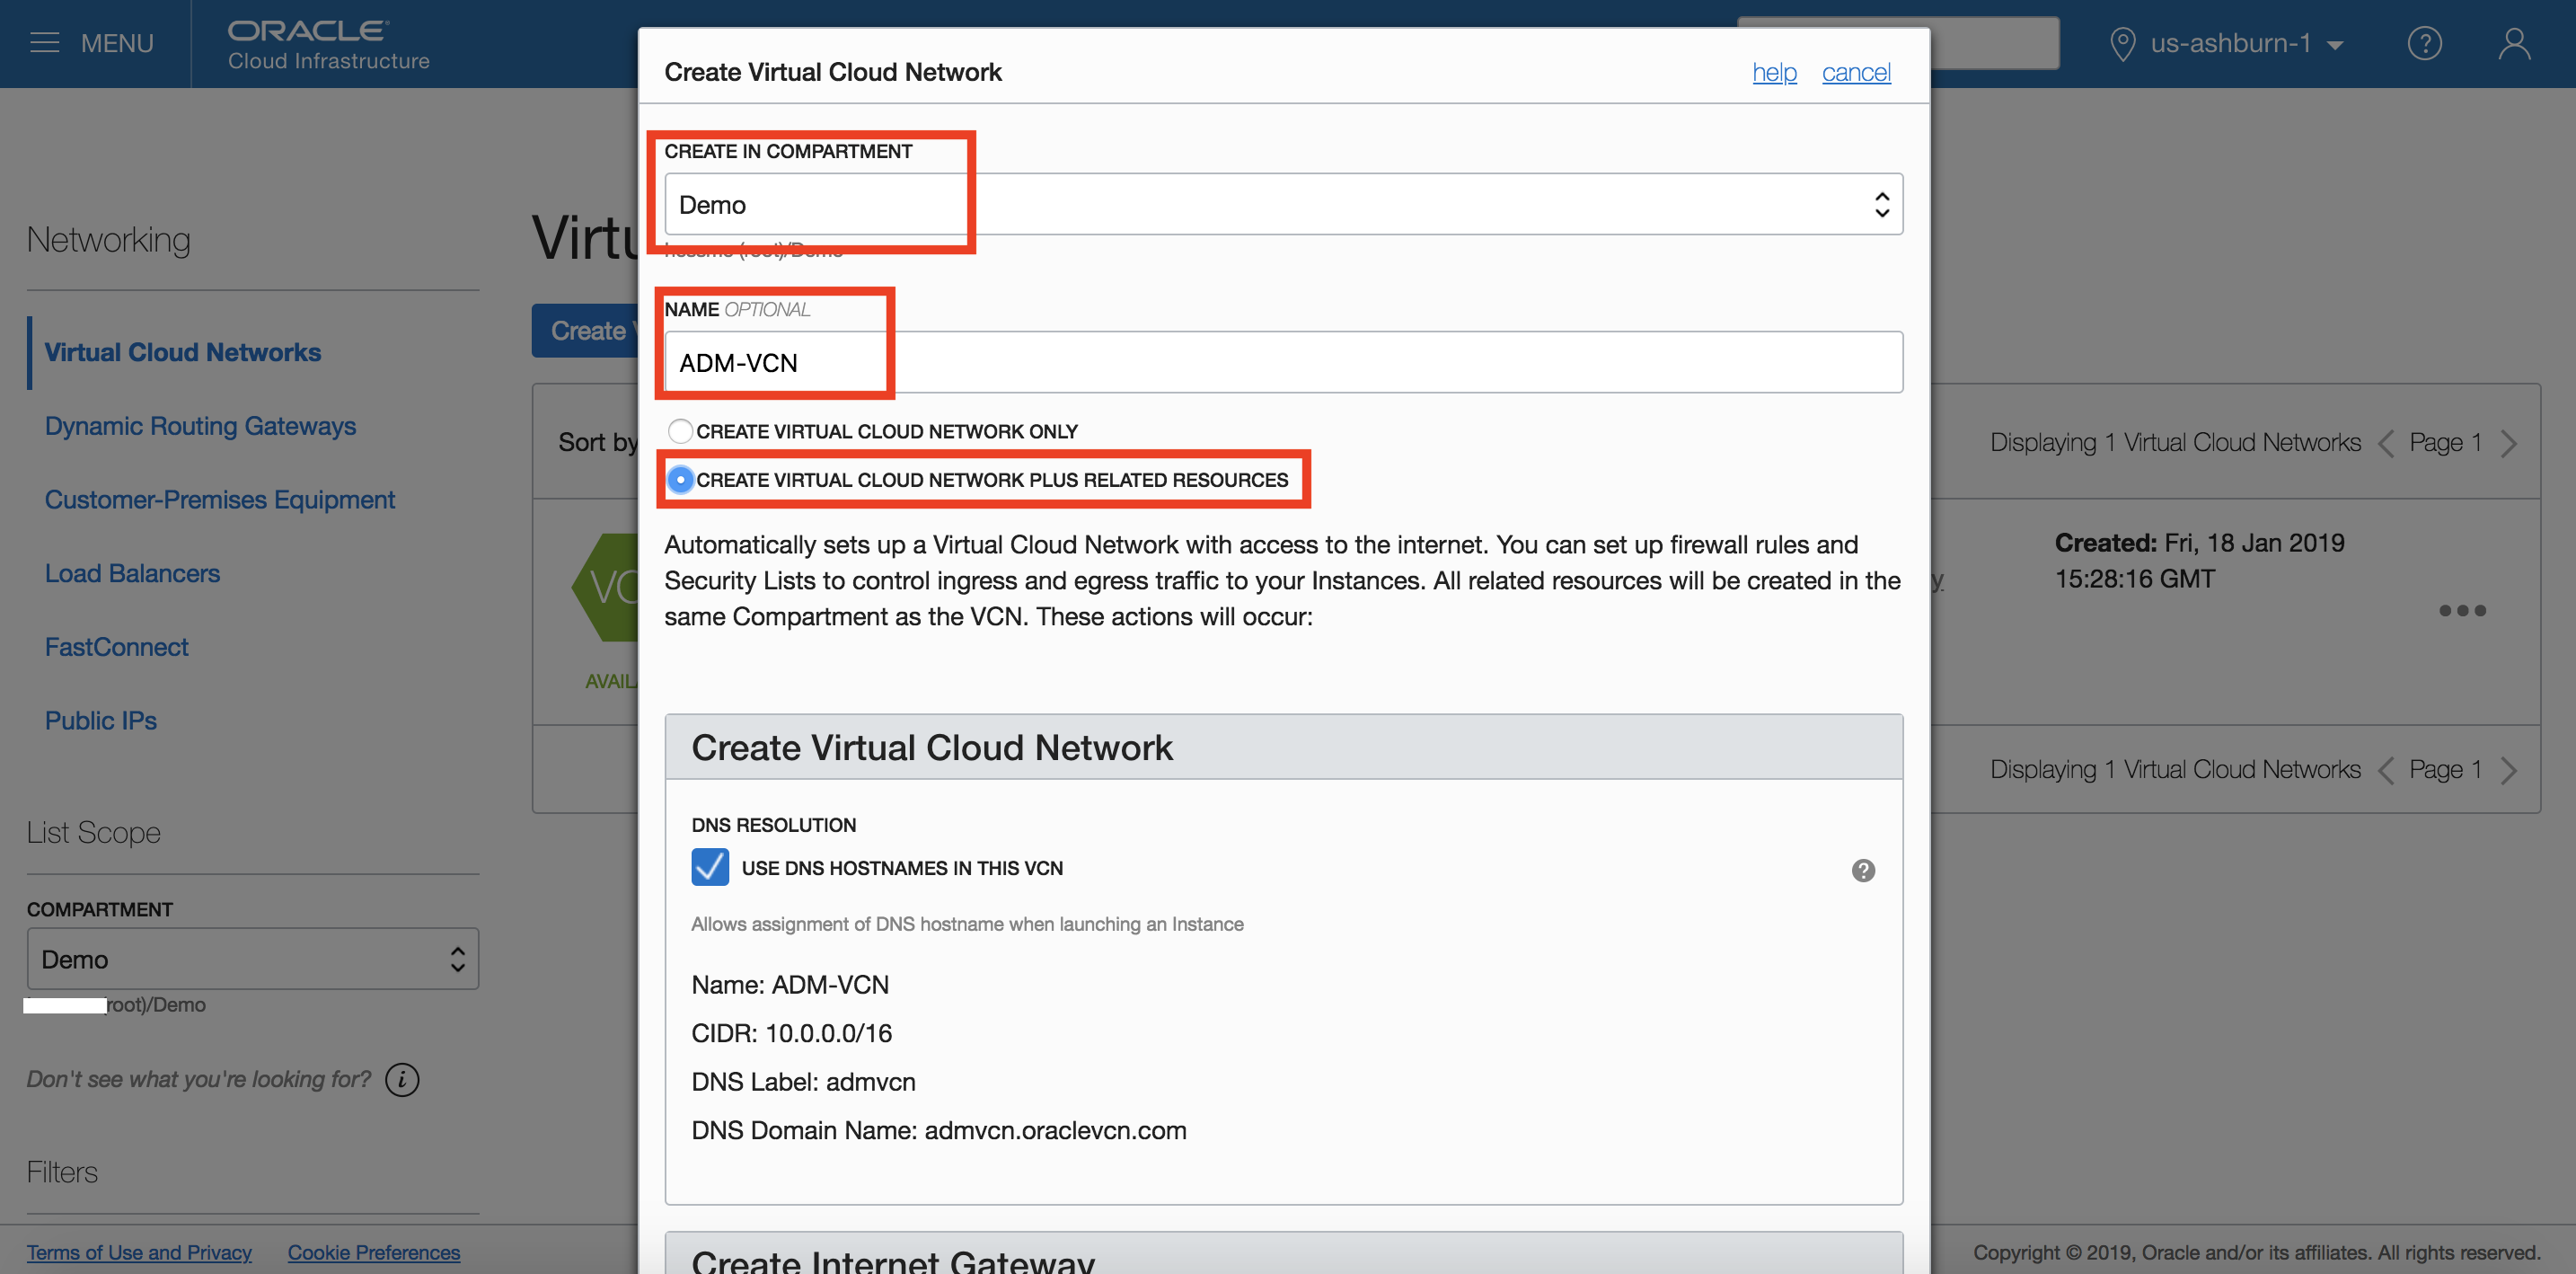 MENU
ORACLE
Cloud Infrastructure
us-ashburn-1
Create Virtual Cloud Network
help
cancel
CREATE IN COMPARTMENT
Demo
(root)/Demo
NAME OPTIONAL
ADM-VCN
CREATE VIRTUAL CLOUD NETWORK ONLY
CREATE VIRTUAL CLOUD NETWORK PLUS RELATED RESOURCES
Automatically sets up a Virtual Cloud Network with access to the internet. You can set up firewall rules and
Security Lists to control ingress and egress traffic to your Instances. All related resources will be created in the
same Compartment as the VCN. These actions will occur:
Create Virtual Cloud Network
DNS RESOLUTION
USE DNS HOSTNAMES IN THIS VCN
Allows assignment of DNS hostname when launching an Instance
Name: ADM-VCN
CIDR: 10.0.0.0/16
DNS Label: admvcn
DNS Domain Name: admvcn.oraclevcn.com
Create Internet Gateway
Networking
Virtual Cloud Networks
Dynamic Routing Gateways
Customer-Premises Equipment
Load Balancers
FastConnect
Public IPs
List Scope
COMPARTMENT
Demo
root)/Demo
Don't see what you're looking for?
Filters
Virtu
Create V
Sort by
VC
AVAILA
Displaying 1 Virtual Cloud Networks
Page 1
y
Created: Fri, 18 Jan 2019
15:28:16 GMT
Displaying 1 Virtual Cloud Networks
Page 1
Terms of Use and Privacy
Cookie Preferences
Copyright © 2019, Oracle and/or its affiliates. All rights reserved.